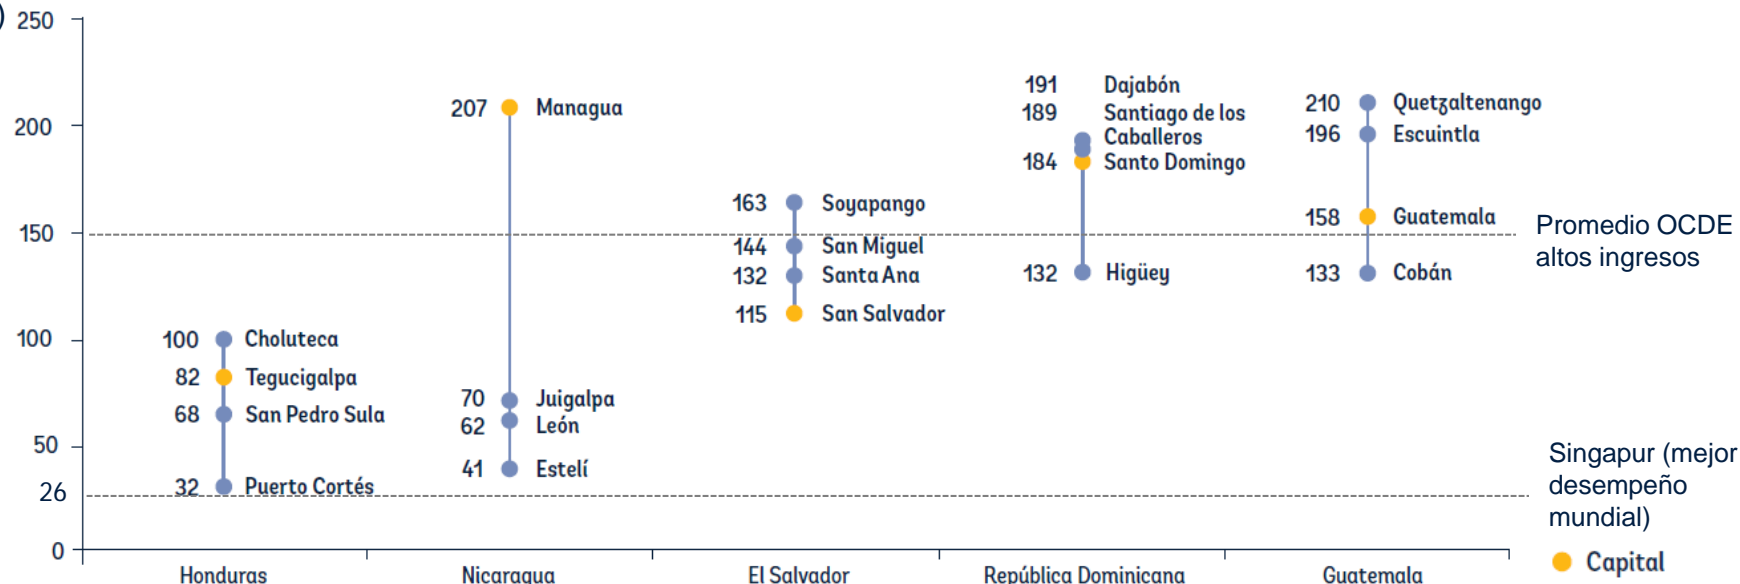 )
250
200
150
100
50
26
0
100 Choluteca
82 Tegucigalpa
68 San Pedro Sula
32 Puerto Cortés
Honduras
207 Managua
70 Juigalpa
62 León
41 Estelí
Nicaragua
163 Soyapango
144 San Miguel
132 Santa Ana
115 San Salvador
El Salvador
191 Dajabón
189 Santiago de los
Caballeros
184 Santo Domingo
132 Higüey
República Dominicana
210 Quetzaltenango
196 Escuintla
158 Guatemala
133 Cobán
Guatemala
Promedio OCDE
altos ingresos
Singapur (mejor
desempeño
mundial)
Capital